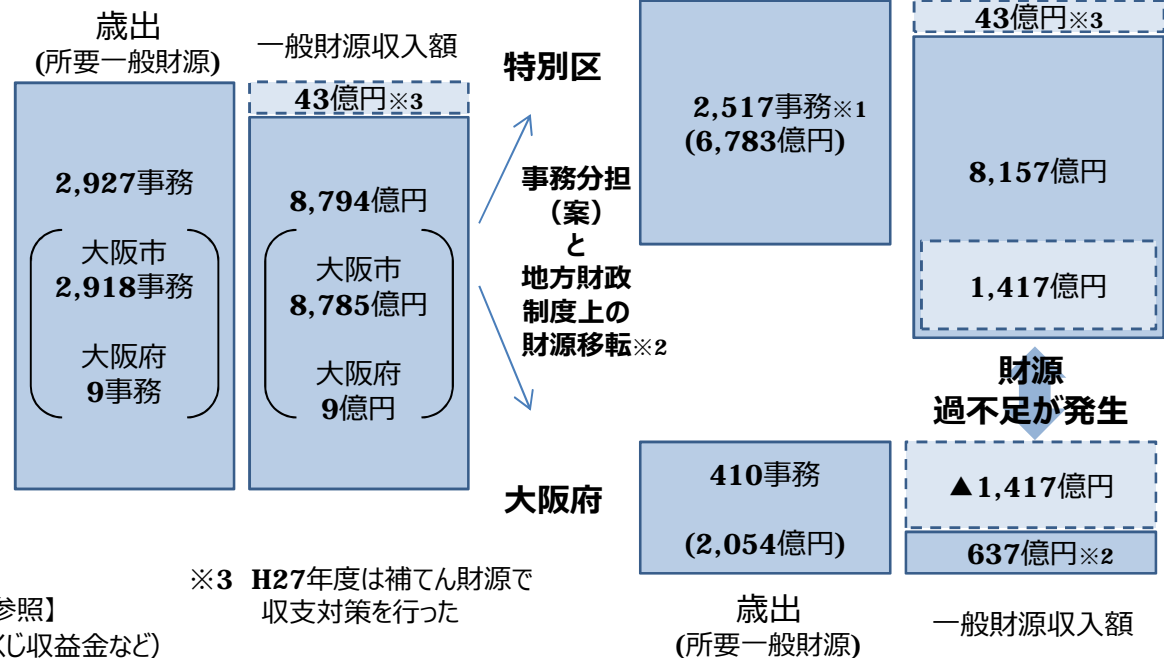 歳出
(所要一般財源)
一般財源収入額
43億円※3
2,927事務
大阪市
2,918事務
大阪府
9事務
8,794億円
大阪市
8,785億円
大阪府
9億円
特別区
事務分担
（案）
と
地方財政
制度上の
財源移転※2
大阪府
2,517事務※1
(6,783億円)
43億円※3
8,157億円
1,417億円
財源
過不足が発生
410事務
(2,054億円)
▲1,417億円
637億円※2
歳出
(所要一般財源)
一般財源収入額
※3 H27年度は補てん財源で
収支対策を行った
参照】
くじ収益金など）